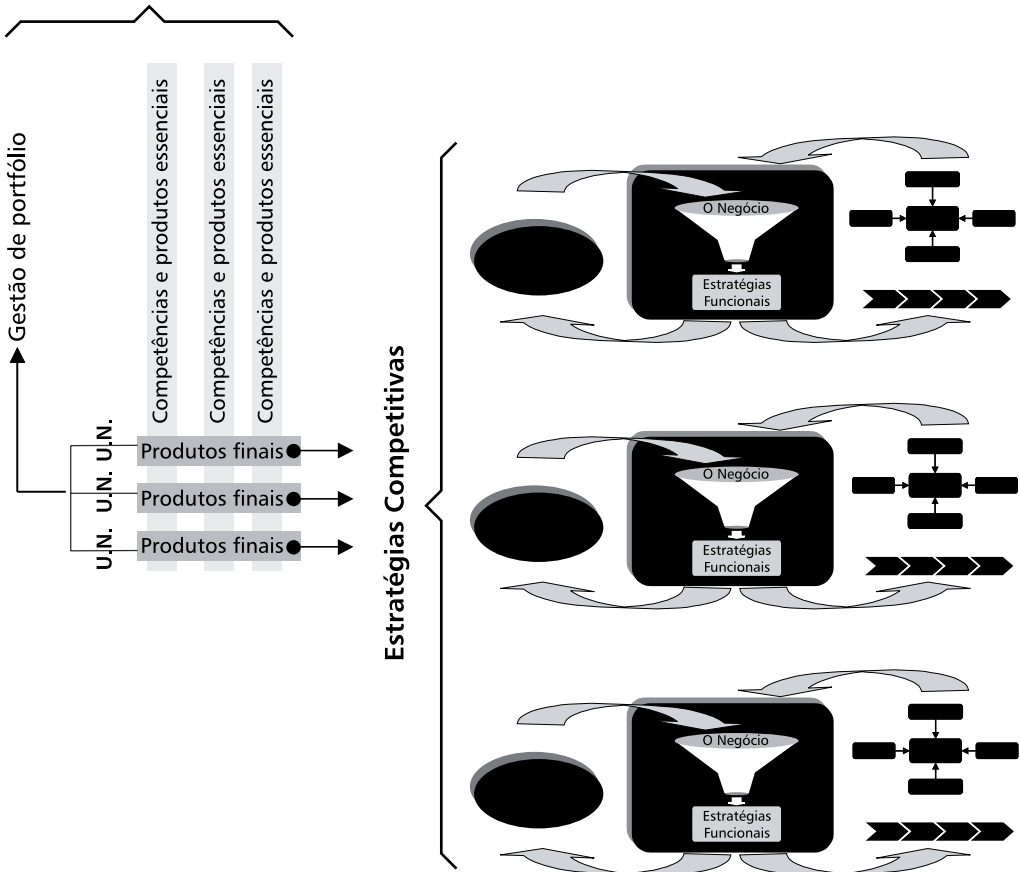 Gestão de portfólio
Competências e produtos essenciais
Competências e produtos essenciais
Competências e produtos essenciais
U.N.
Produtos finais
U.N.
Produtos finais
U.N.
Produtos finais
Estratégias Competitivas
O Negócio
Estratégias
Funcionais
O Negócio
Estratégias
Funcionais
O Negócio
Estratégias
Funcionais